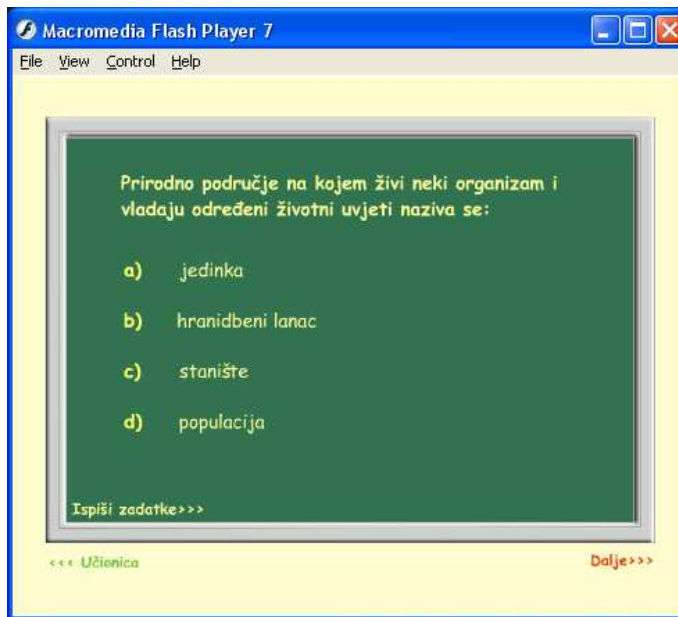 Macromedia Flash Player 7
File View Control Help
Prirodno područje na kojem živi neki organizam i
vladaju određeni životni uvjeti naziva se:
a) jedinka
b) hranidbeni lanac
c) stanište
d) populacija
Ispiši zadatke>>>
<<< Učionica
Dalje>>>